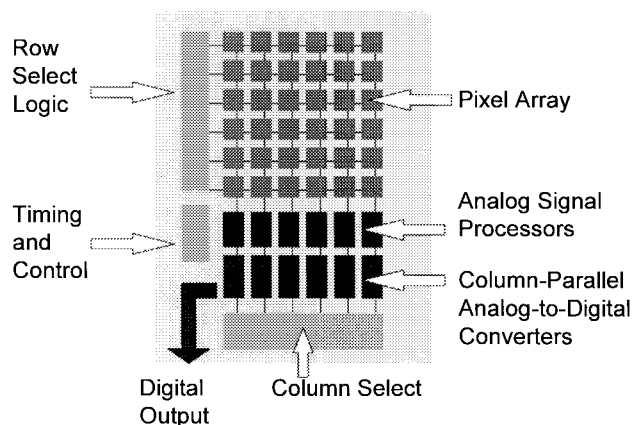 Row
Select
Logic
Pixel Array
Timing
and
Control
Analog Signal
Processors
Column-Parallel
Analog-to-Digital
Converters
Digital
Output
Column Select